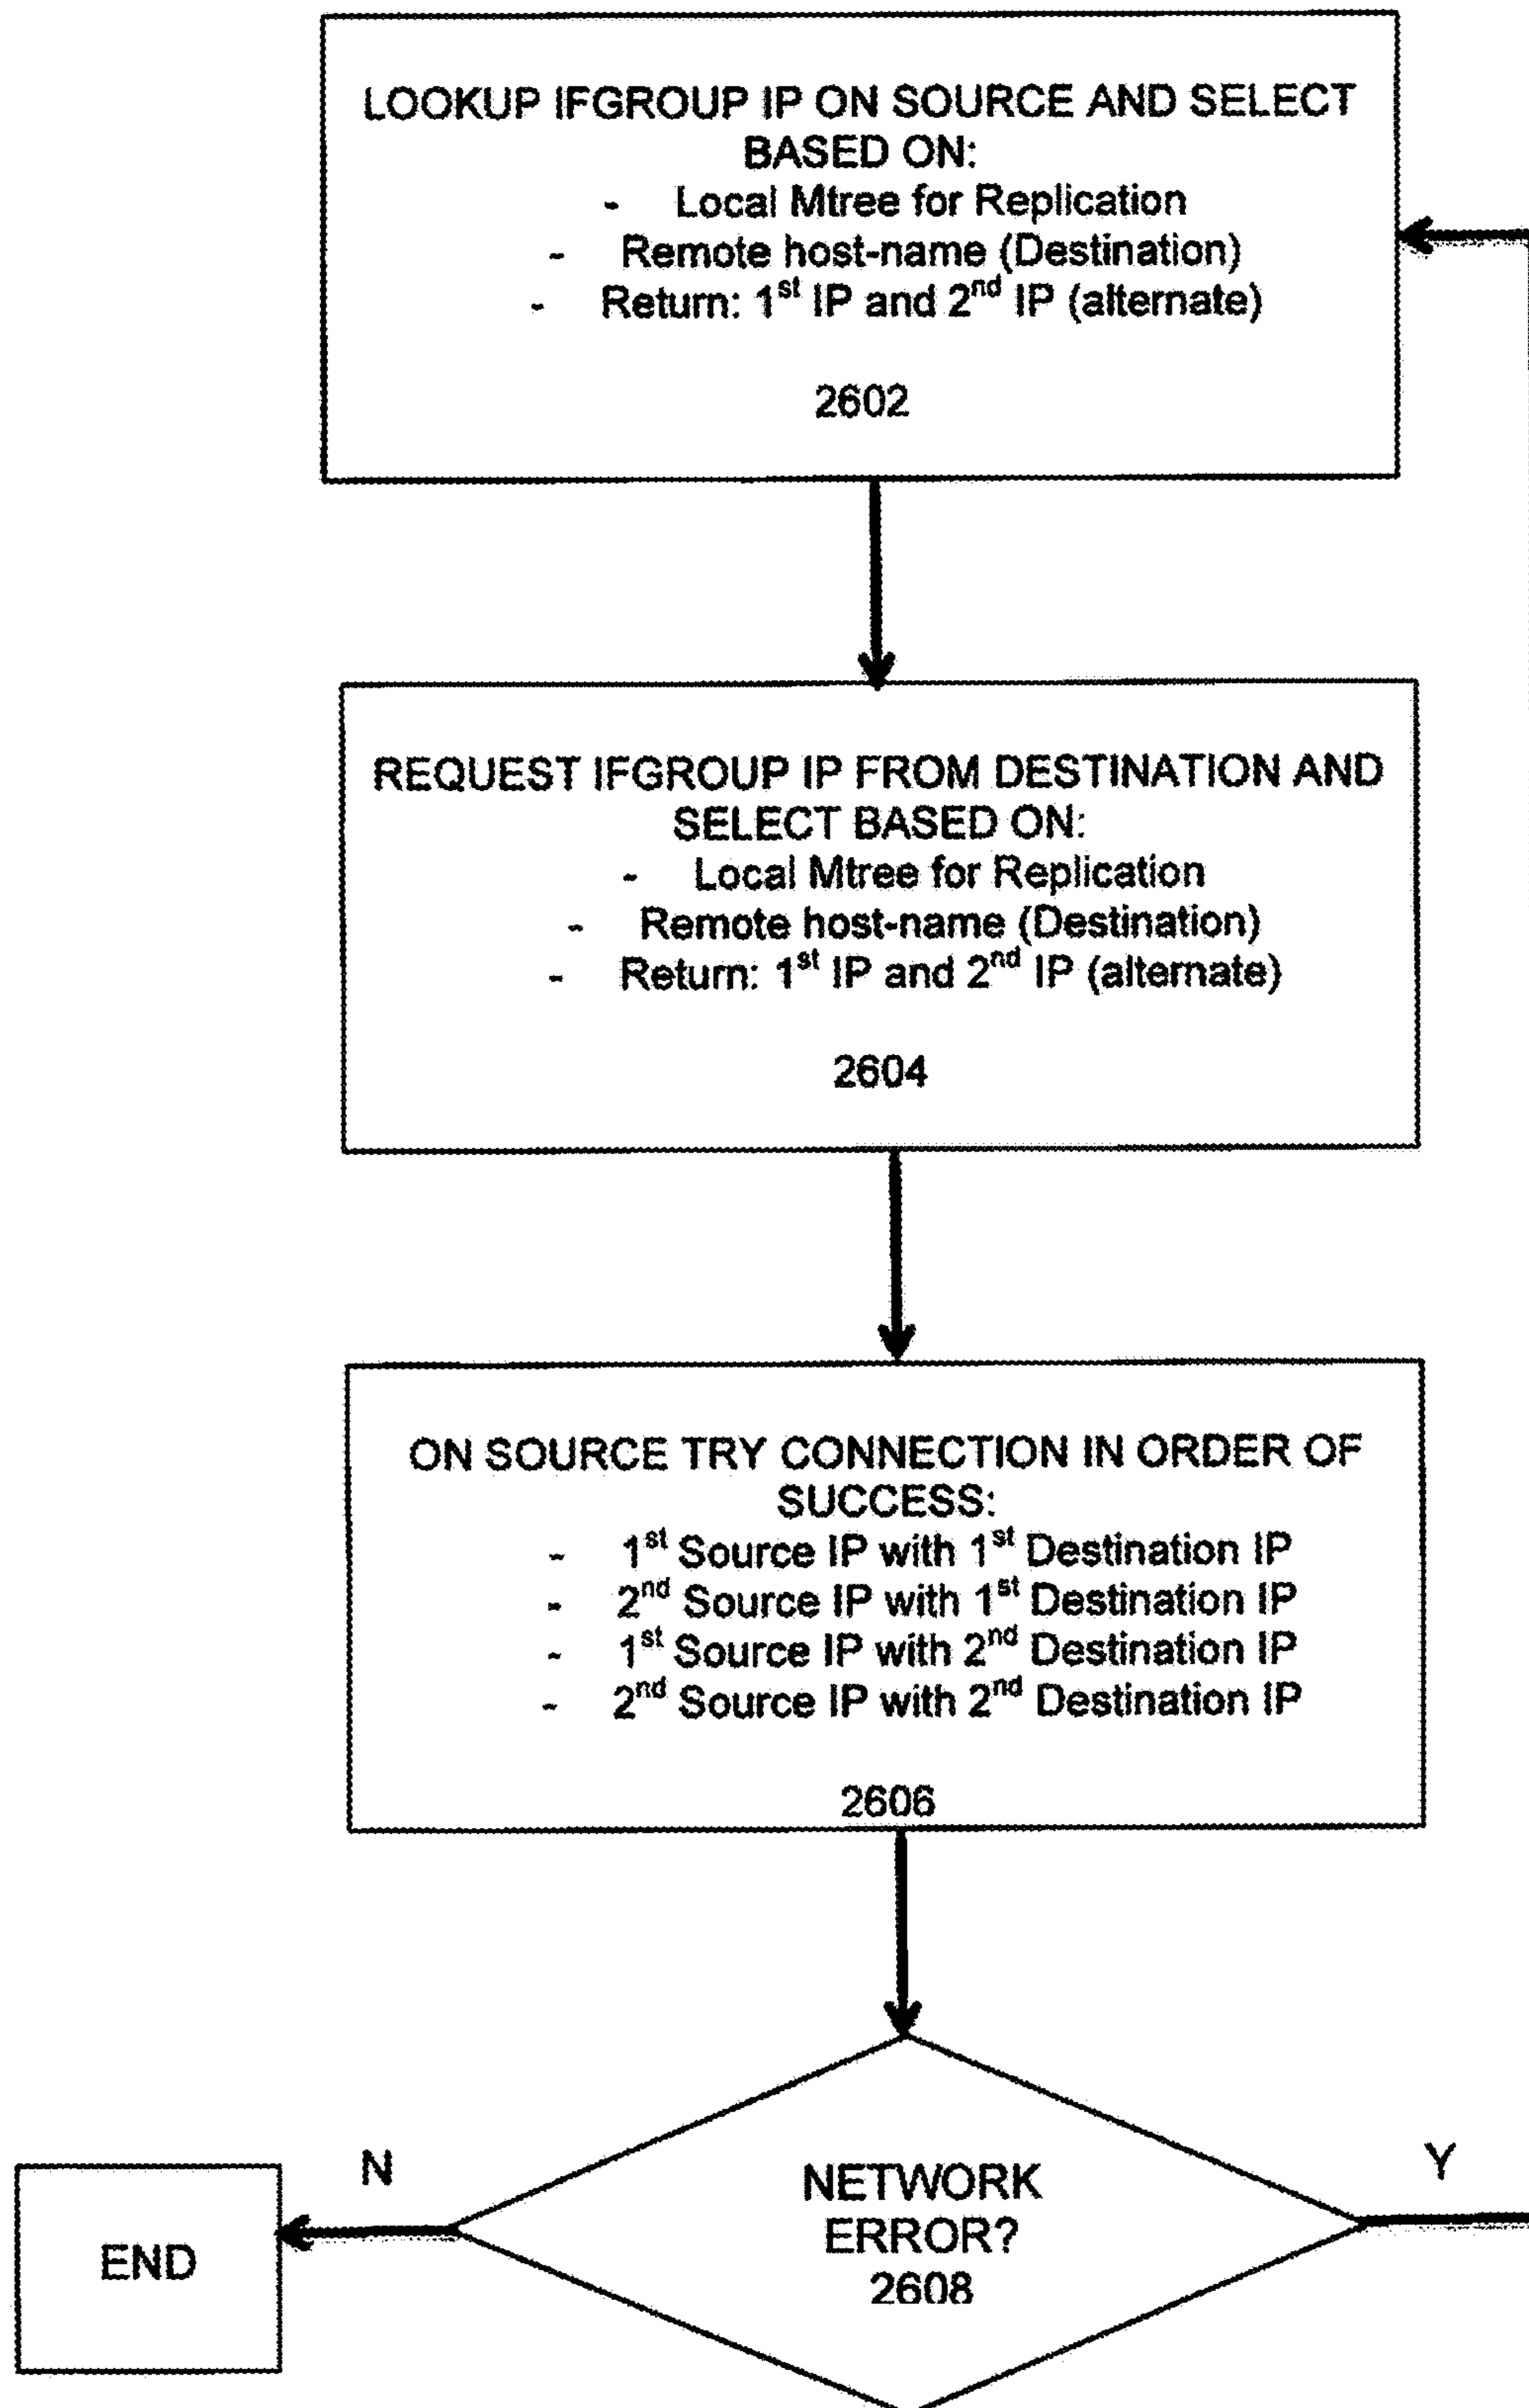 LOOKUP IFGROUP IP ON SOURCE AND SELECT
BASED ON:
- Local Mtree for Replication
- Remote host-name (Destination)
- Return: 1st IP and 2nd IP (alternate)
2602
REQUEST IFGROUP IP FROM DESTINATION AND
SELECT BASED ON:
- Local Mtree for Replication
- Remote host-name (Destination)
- Return: 1st IP and 2nd IP (alternate)
2604
ON SOURCE TRY CONNECTION IN ORDER OF
SUCCESS:
- 1st Source IP with 1st Destination IP
- 2nd Source IP with 1st Destination IP
- 1st Source IP with 2nd Destination IP
- 2nd Source IP with 2nd Destination IP
2606
N
Y
NETWORK
ERROR?
2608
END